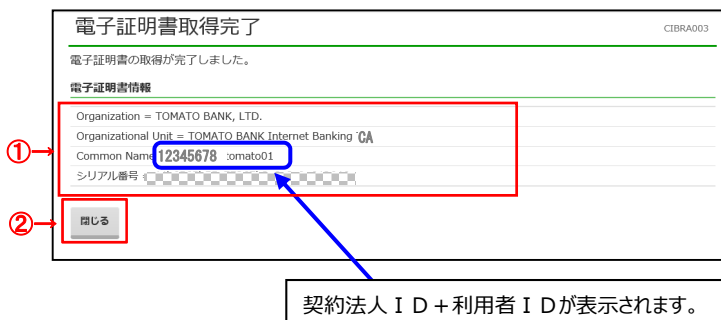 電子証明書取得完了
CIBRA003
電子証明書の取得が完了しました。
電子証明書情報
Organization = TOMATO BANK, LTD.
Organizational Unit = TOMATO BANK Internet Banking CA
① Common Name 12345678 :omato01
シリアル番号
② 閉じる
契約法人ＩＤ+利用者ＩＤが表示されます。